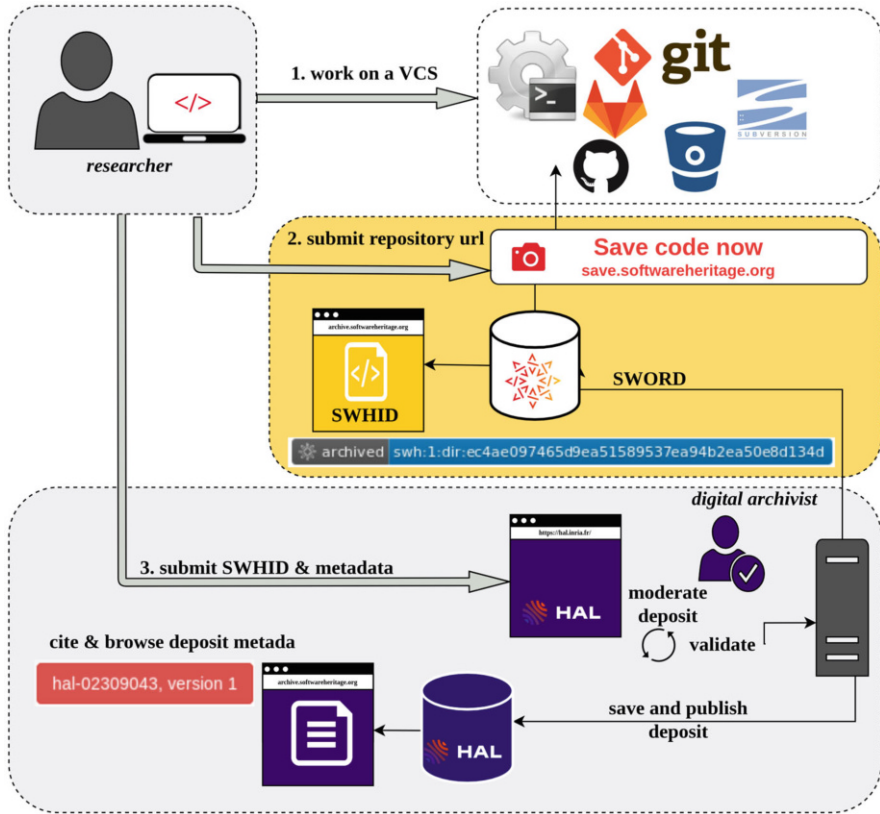 researcher
</>
1. work on a VCS
>_
git
SUBVERSION
2. submit repository url
Save code now
save.softwareheritage.org
archive.softwareheritage.org
</>
SWHID
</>
SWORD
archived swh:1:dir:ec4ae097465d9ea51589537ea94b2ea50e8d134d
digital archivist
https://hal.inria.fr/
3. submit SWHID & metadata
HAL
moderate
deposit
validate
cite & browse deposit metada
hal-02309043, version 1
archive.softwareheritage.org
HAL
save and publish
deposit